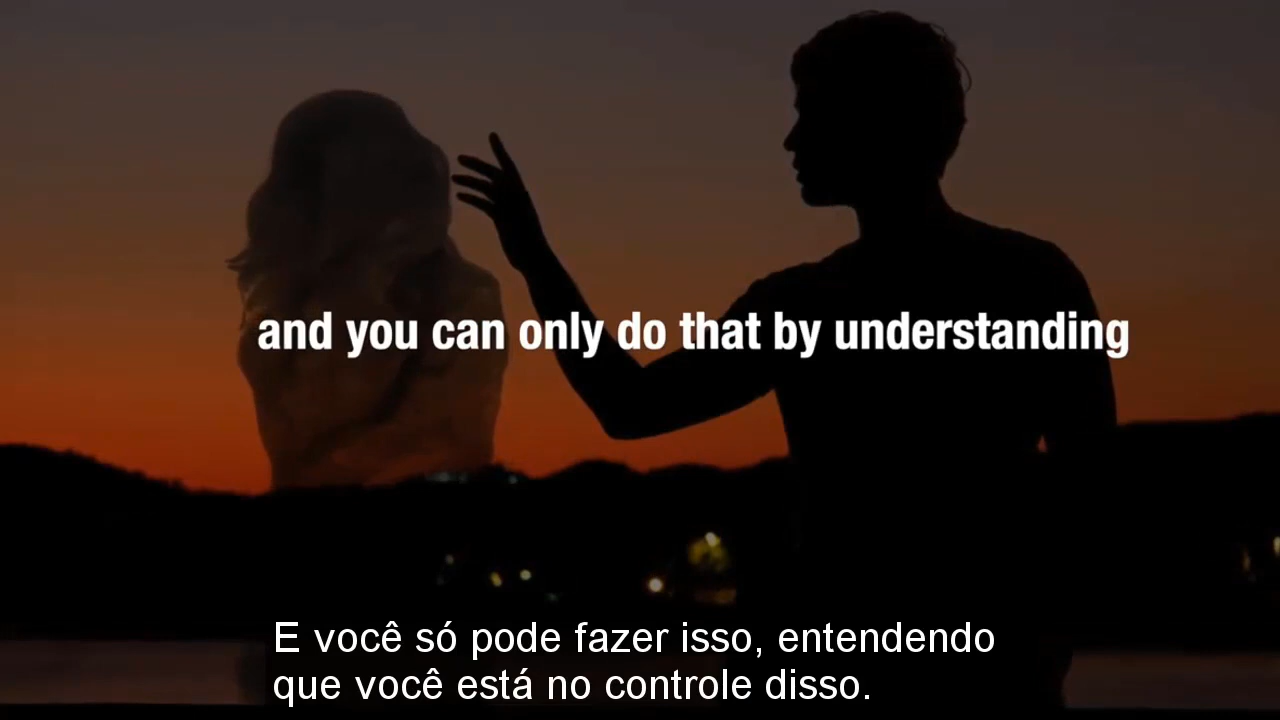 and you can only do that by understanding
E você só pode fazer isso, entendendo
que você está no controle disso.